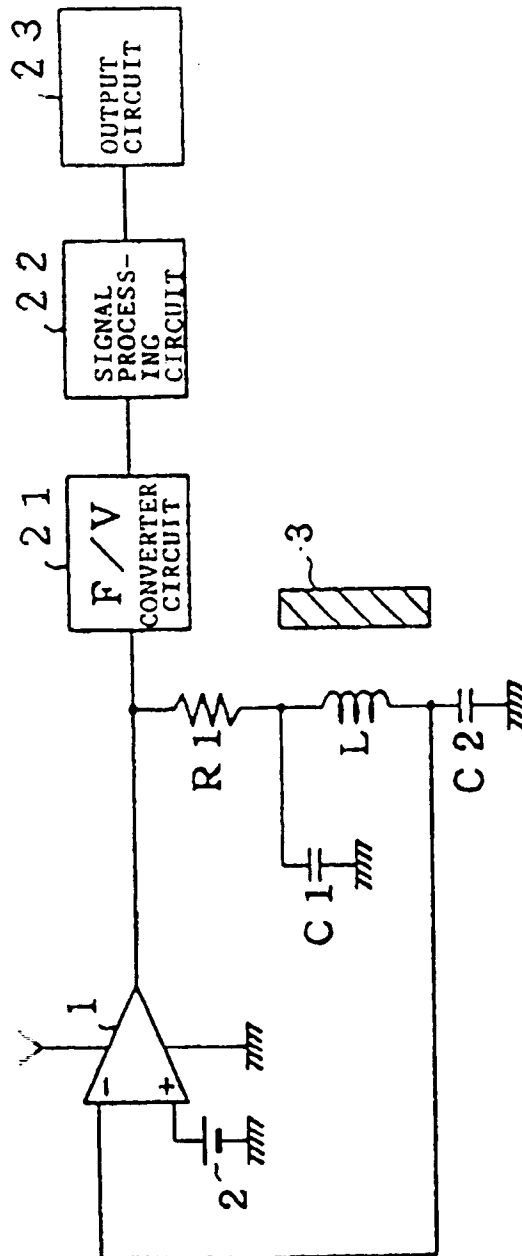 1
-
+
2
R1
C1
L
C2
3
21
F/V
CONVERTER
CIRCUIT
22
SIGNAL
PROCESS-
ING
CIRCUIT
23
OUTPUT
CIRCUIT